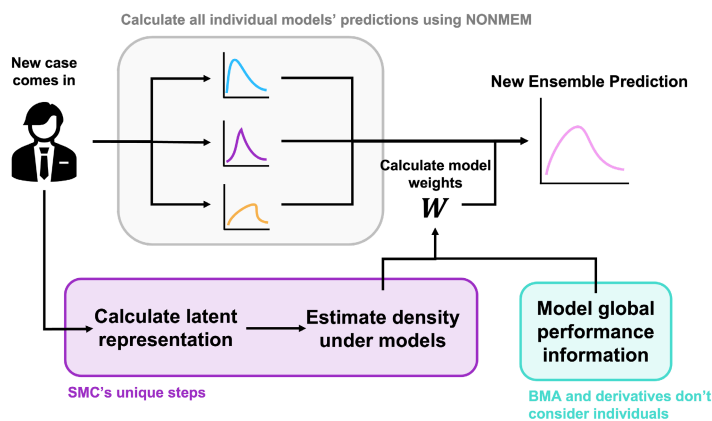 Calculate all individual models’ predictions using NONMEM
New case
comes in
New Ensemble Prediction
Calculate model
weights
W
Calculate latent
representation
Estimate density
under models
Model global
performance
information
SMC’s unique steps
BMA and derivatives don’t
consider individuals